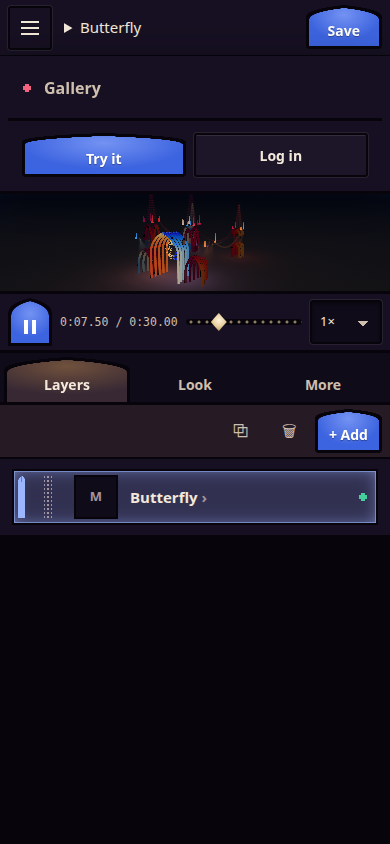 Butterfly
Save
Gallery
Try it
Log in
0:07.50 / 0:30.00
1×
Layers
Look
More
+ Add
M
Butterfly ›